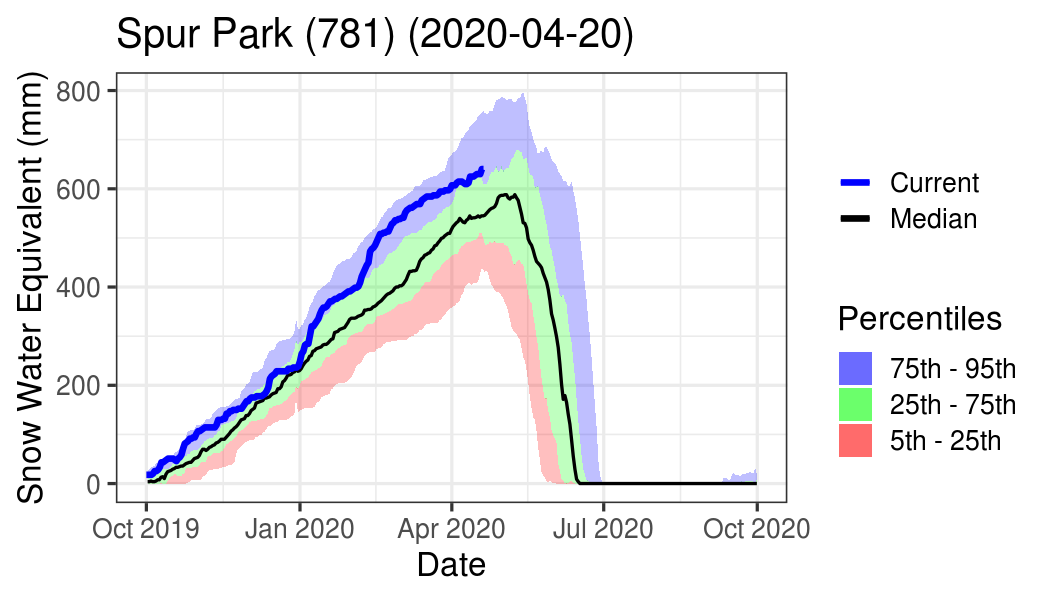 Spur Park (781) (2020-04-20)
Snow Water Equivalent (mm)
800
600
400
200
0
Oct 2019 Jan 2020 Apr 2020 Jul 2020 Oct 2020
Date
Current
Median
Percentiles
75th - 95th
25th - 75th
5th - 25th